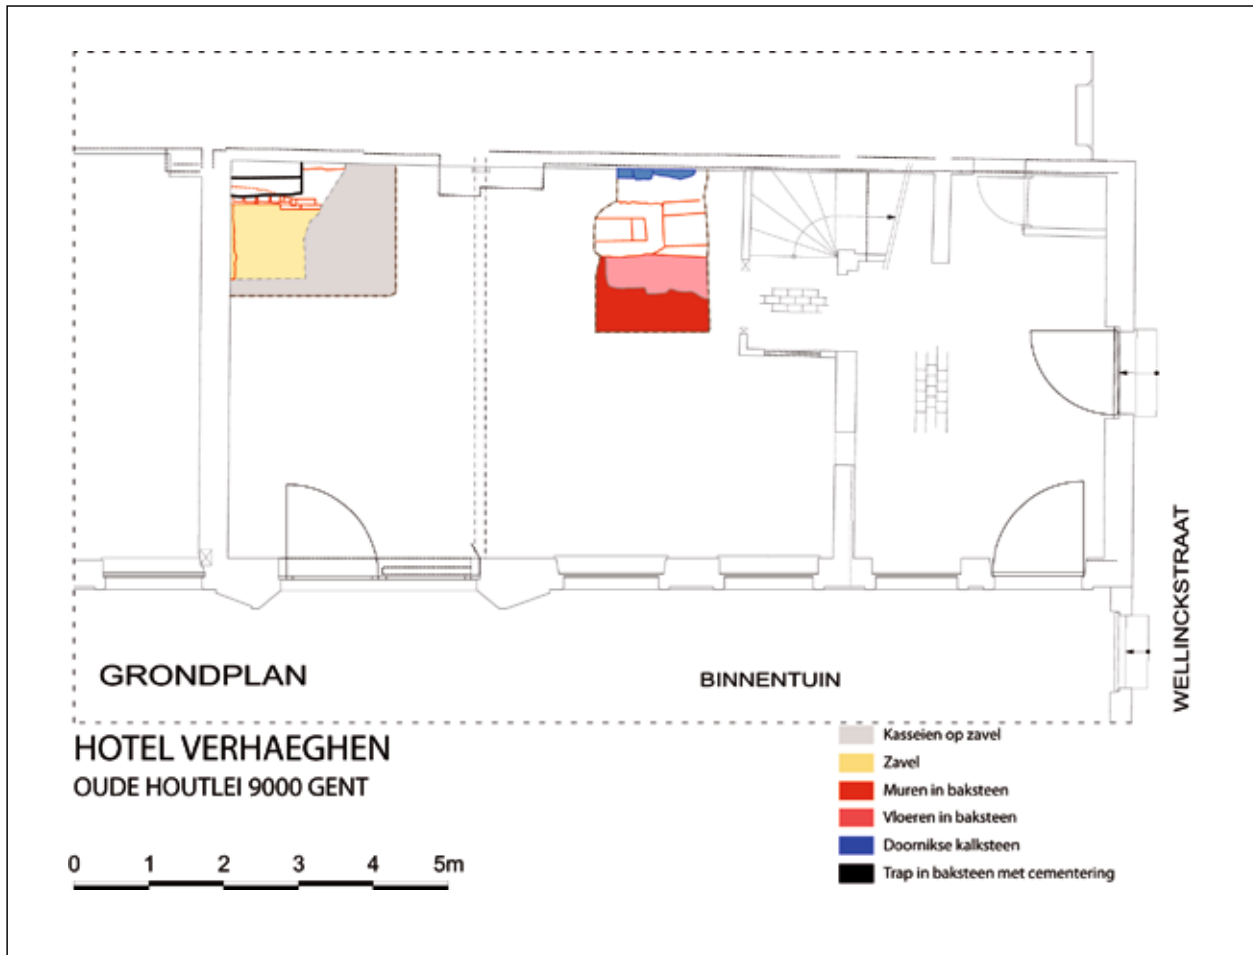 GRONDPLAN
BINNENTUIN
WELLINCKSTRAAT
HOTEL VERHAEGHEN
OUDE HOUTLEI 9000 GENT
Kasseien op zavel
Zavel
Muren in baksteen
Vloeren in baksteen
Doornikse kalksteen
Trap in baksteen met cementering
0 1 2 3 4 5m